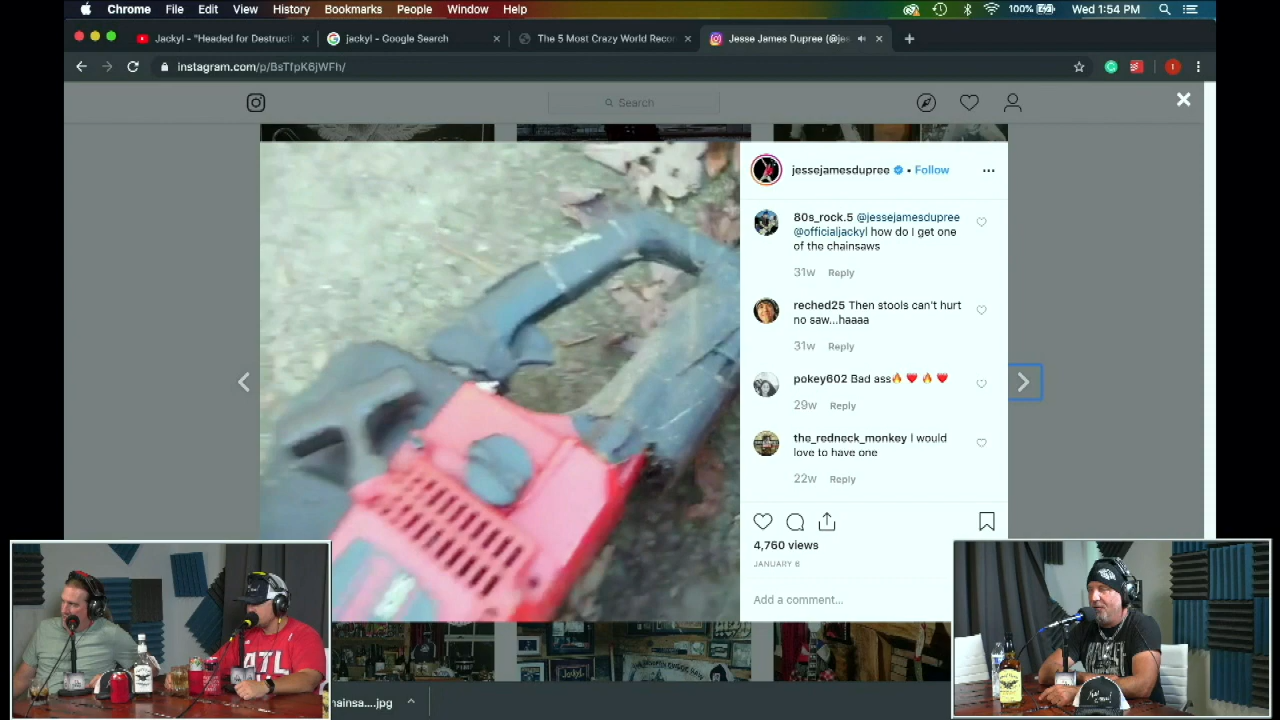 Chrome File Edit View History Bookmarks People Window Help 100% Wed 1:54 PM
Jackyl - "Headed for Destructi jackyl - Google Search The 5 Most Crazy World Recor Jesse James Dupree (@je
instagram.com/p/BsTfpK6jWFh/
Search
jessejamesdupree • Follow
80s_rock.5 @jessejamesdupree
@officialjackyl how do I get one
of the chainsaws
31w Reply
reched25 Then stools can't hurt
no saw...haaaa
31w Reply
pokey602 Bad ass🔥 ❤️ 🔥 ❤️
29w Reply
the_redneck_monkey I would
love to have one
22w Reply
4,760 views
JANUARY 6
Add a comment...
ATL
hainsa....jpg